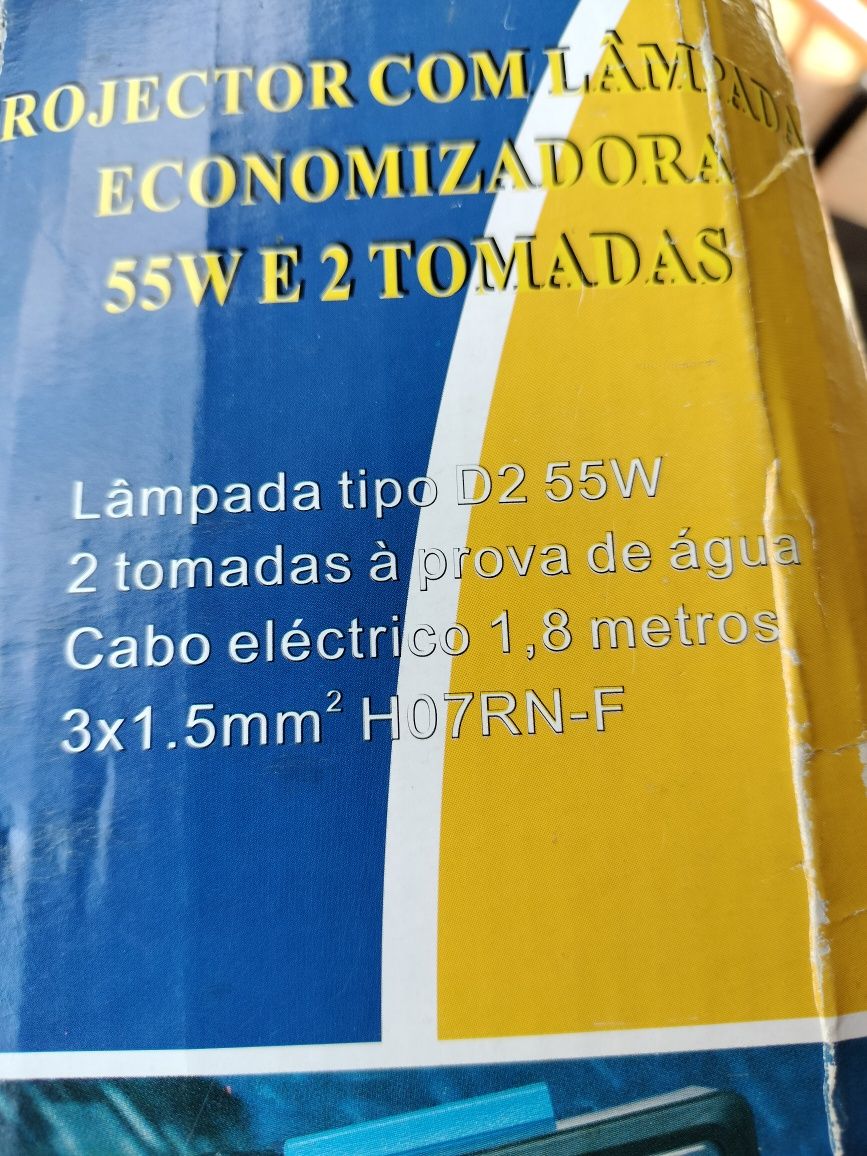 ROJECTOR COM LÂMPADA
ECONOMIZADORA
55W E 2 TOMADAS
Lâmpada tipo D2 55W
2 tomadas à prova de água
Cabo eléctrico 1,8 metros
3x1.5mm² H07RN-F